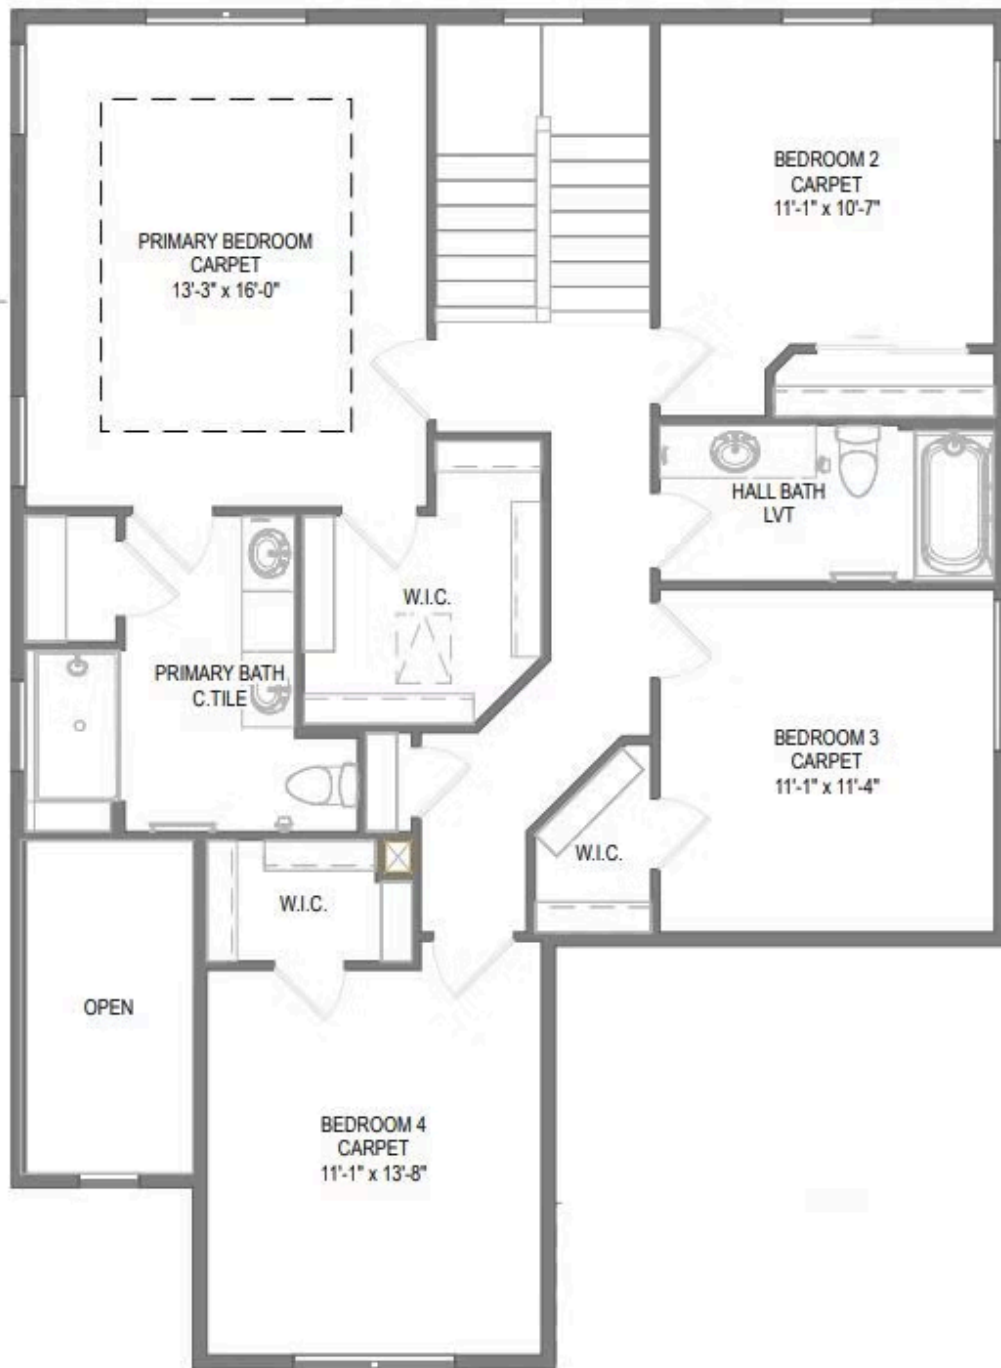 PRIMARY BEDROOM
CARPET
13'-3" x 16'-0"
BEDROOM 2
CARPET
11'-1" x 10'-7"
HALL BATH
LVT
W.I.C.
PRIMARY BATH
C.TILE
BEDROOM 3
CARPET
11'-1" x 11'-4"
W.I.C.
W.I.C.
OPEN
BEDROOM 4
CARPET
11'-1" x 13'-8"